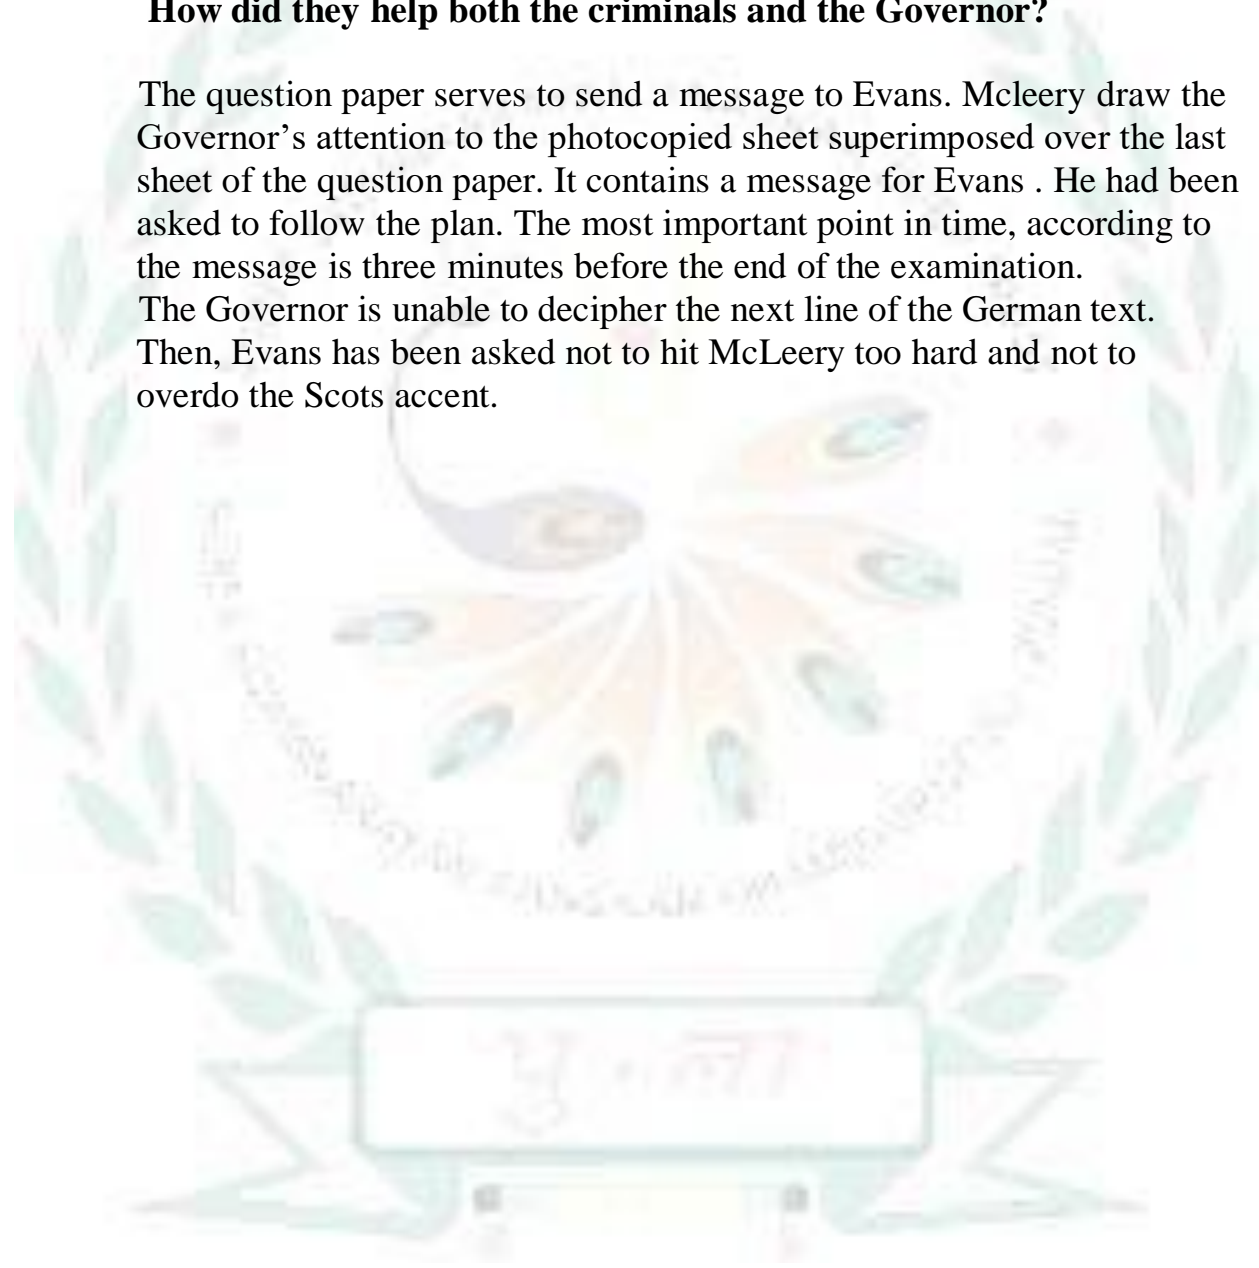 How did they help both the criminals and the Governor?
The question paper serves to send a message to Evans. Mcleery draw the
Governor’s attention to the photocopied sheet superimposed over the last
sheet of the question paper. It contains a message for Evans . He had been
asked to follow the plan. The most important point in time, according to
the message is three minutes before the end of the examination.
The Governor is unable to decipher the next line of the German text.
Then, Evans has been asked not to hit McLeery too hard and not to
overdo the Scots accent.